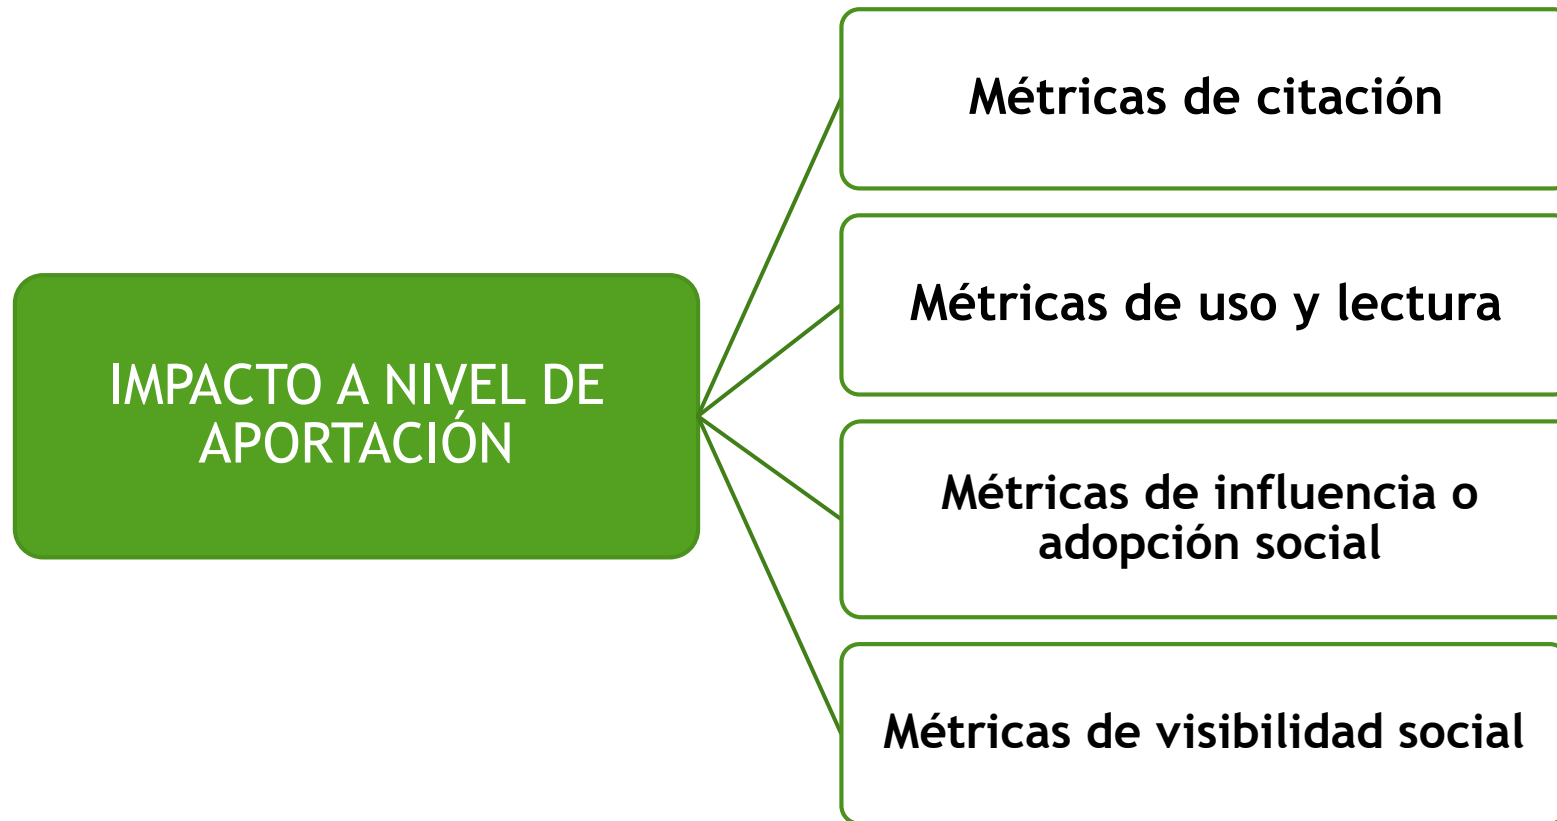 IMPACTO A NIVEL DE
APORTACIÓN
Métricas de citación
Métricas de uso y lectura
Métricas de influencia o
adopción social
Métricas de visibilidad social